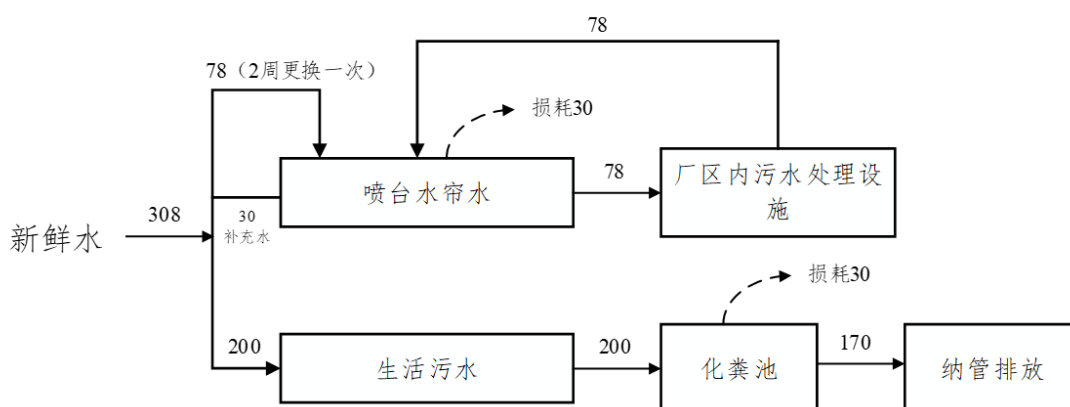 78
78（2周更换一次）
损耗30
喷台水帘水
78
厂区内污水处理设
施
308
新鲜水
30
补充水
损耗30
200
生活污水
200
化粪池
170
纳管排放